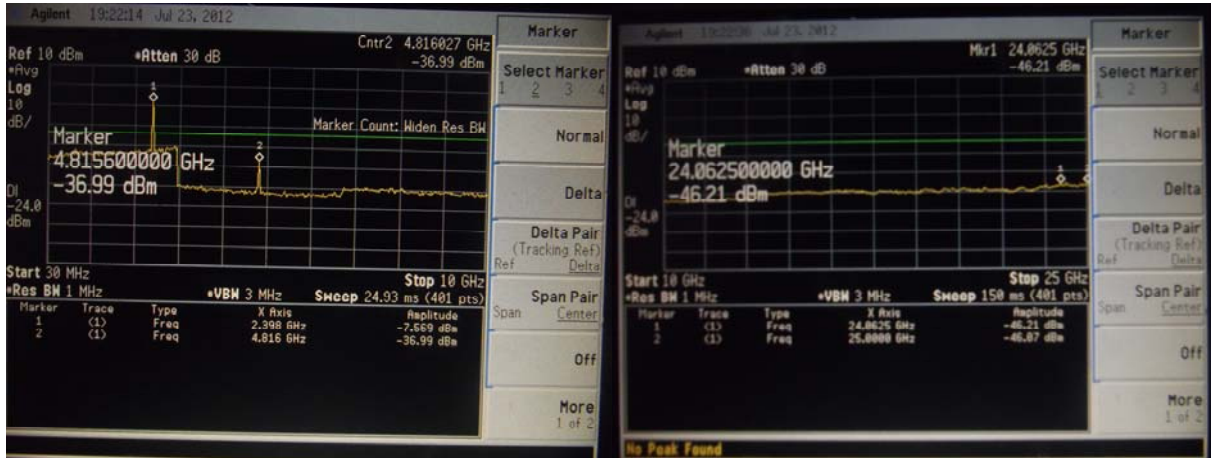 Agilent 19:22:14 Jul 23, 2012
Cntr2 4.816027 GHz
Ref 10 dBm *Atten 30 dB -36.99 dBm
*Avg
Log
10
dB/
1
Marker Count: Widen Res BW
Marker
4.815600000 GHz
-36.99 dBm
2
DI
-24.0
dBm
Start 30 MHz Stop 10 GHz
*Res BW 1 MHz *VBW 3 MHz Sweep 24.93 ms (401 pts)
Marker Trace Type X Axis Amplitude
1 (1) Freq 2.398 GHz -7.569 dBm
2 (1) Freq 4.816 GHz -36.99 dBm
Marker
Select Marker
1 2 3 4
Normal
Delta
Delta Pair
(Tracking Ref)
Ref Delta
Span Pair
Span Center
Off
More
1 of 2
Agilent 19:22:36 Jul 23, 2012
Mkr1 24.0625 GHz
Ref 10 dBm *Atten 30 dB -46.21 dBm
*Avg
Log
10
dB/
Marker
24.062500000 GHz
-46.21 dBm
1
DI
-24.0
dBm
Start 10 GHz Stop 25 GHz
*Res BW 1 MHz *VBW 3 MHz Sweep 150 ms (401 pts)
Marker Trace Type X Axis Amplitude
1 (1) Freq 24.0625 GHz -46.21 dBm
2 (1) Freq 25.0000 GHz -46.07 dBm
No Peak Found
Marker
Select Marker
1 2 3 4
Normal
Delta
Delta Pair
(Tracking Ref)
Ref Delta
Span Pair
Span Center
Off
More
1 of 2